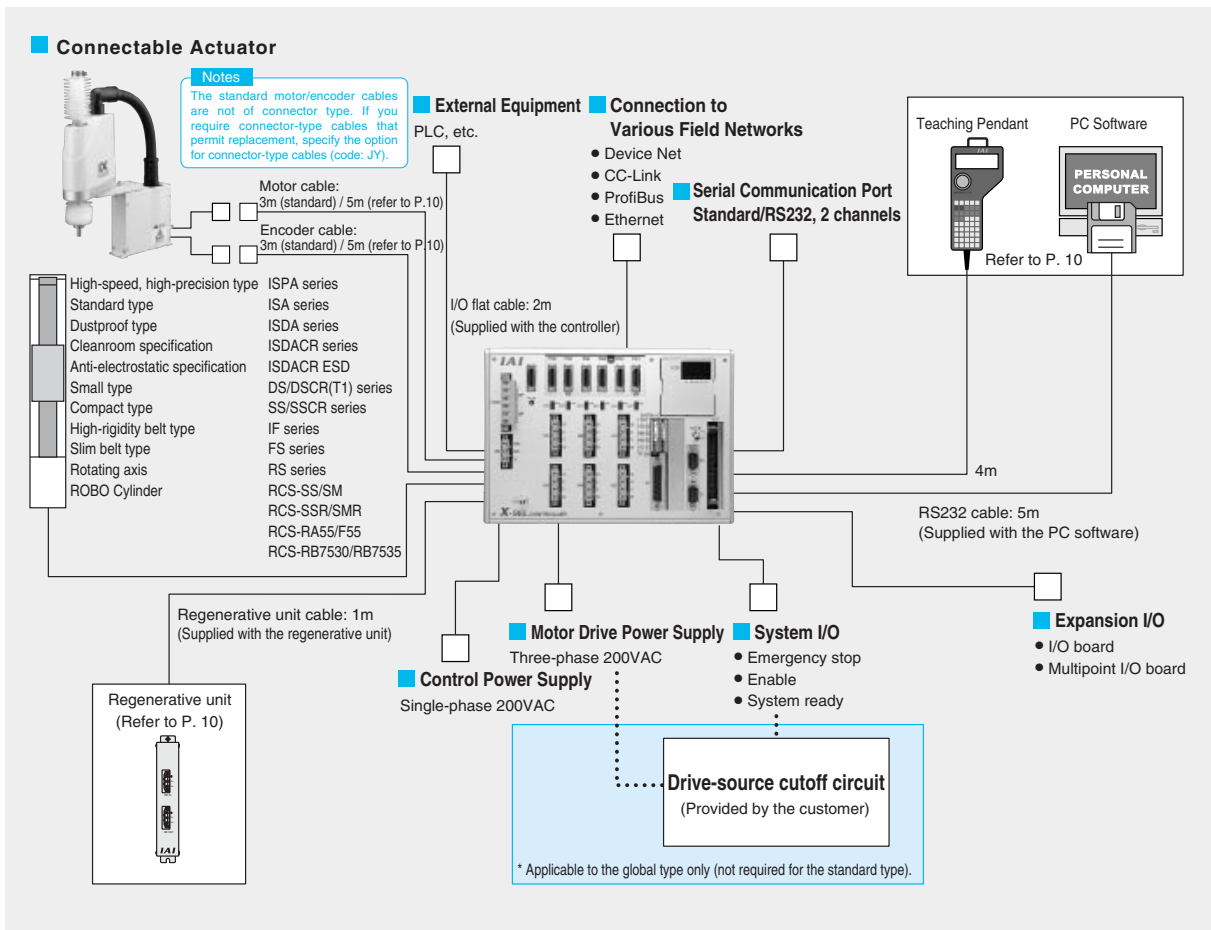 Connectable Actuator
Notes
The standard motor/encoder cables
are not of connector type. If you
require connector-type cables that
permit replacement, specify the option
for connector-type cables (code: JY).
Motor cable:
3m (standard) / 5m (refer to P.10)
Encoder cable:
3m (standard) / 5m (refer to P.10)
External Equipment
PLC, etc.
Connection to
Various Field Networks
• Device Net
• CC-Link
• ProfiBus
• Ethernet
Serial Communication Port
Standard/RS232, 2 channels
Teaching Pendant
PC Software
IAI
PERSONAL
COMPUTER
Refer to P. 10
High-speed, high-precision type ISPA series
Standard type ISA series
Dustproof type ISDA series
Cleanroom specification ISDACR series
Anti-electrostatic specification ISDACR ESD
Small type DS/DSCR(T1) series
Compact type SS/SSCR series
High-rigidity belt type IF series
Slim belt type FS series
Rotating axis RS series
ROBO Cylinder RCS-SS/SM
RCS-SSR/SMR
RCS-RA55/F55
RCS-RB7530/RB7535
I/O flat cable: 2m
(Supplied with the controller)
IAI
X-SEL CONTROLLER
4m
RS232 cable: 5m
(Supplied with the PC software)
Regenerative unit cable: 1m
(Supplied with the regenerative unit)
Regenerative unit
(Refer to P. 10)
IAI
Control Power Supply
Single-phase 200VAC
Motor Drive Power Supply
Three-phase 200VAC
System I/O
• Emergency stop
• Enable
• System ready
Expansion I/O
• I/O board
• Multipoint I/O board
Drive-source cutoff circuit
(Provided by the customer)
* Applicable to the global type only (not required for the standard type).